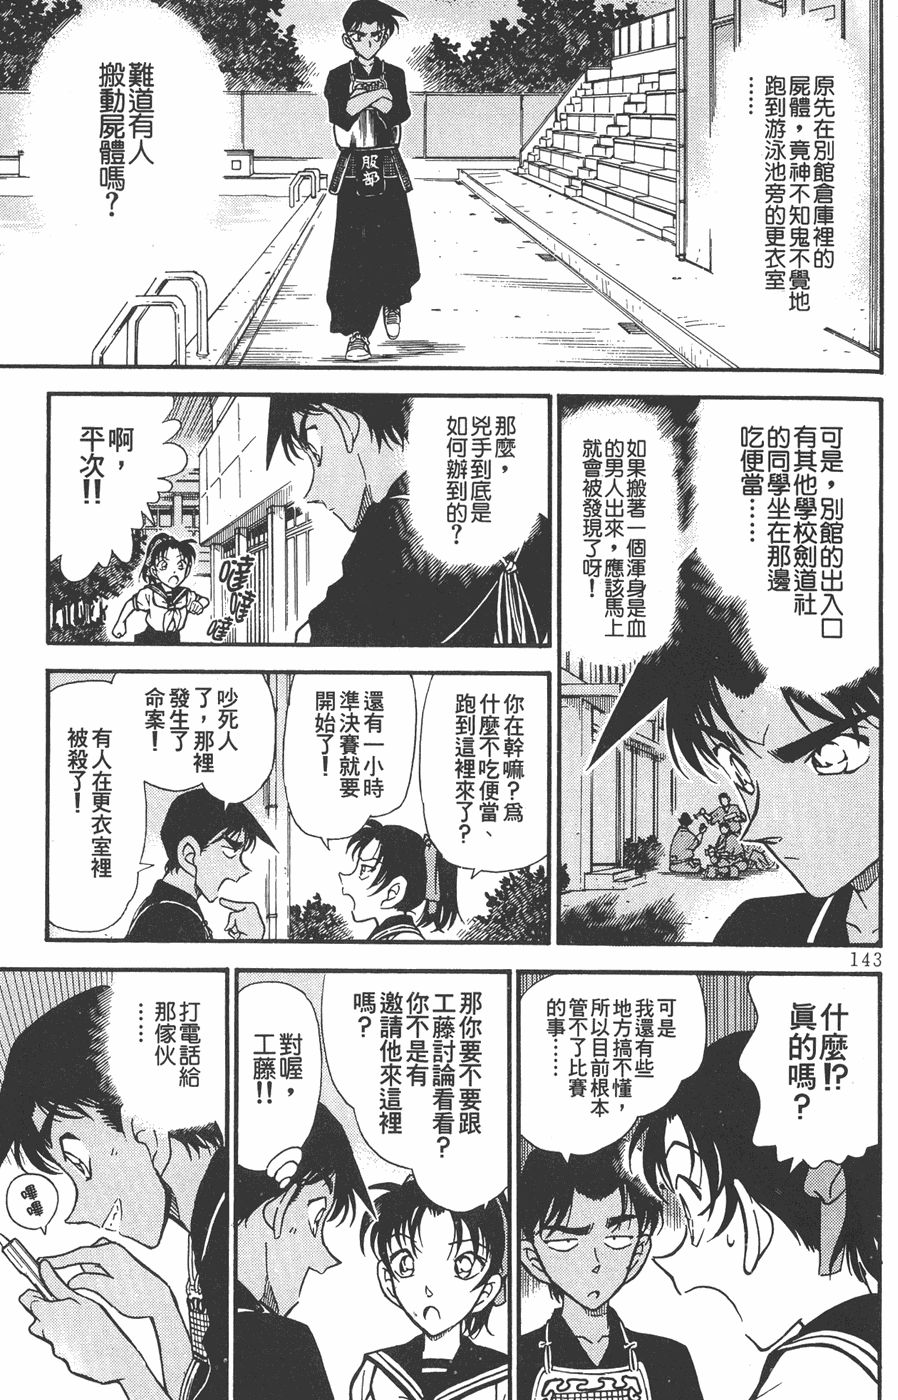 原先在別館倉庫裡的
屍體，竟神不知鬼不覺地
跑到游泳池旁的更衣室
……
難道有人
搬動屍體嗎？
服部
可是，別館的出入口
有其他學校劍道社
的同學坐在那邊
吃便當……
如果搬著一個渾身是血
的男人出來，應該馬上
就會被發現了呀！
那麼，
兇手到底是
如何辦到的？
啊，
平次!!
噠噠噠
你在幹嘛？為
什麼不吃便當、
跑到這裡來了？
還有一小時
準決賽就要
開始了！
吵死人
了，那裡
發生了
命案！
有人在更衣室裡
被殺了！
143
什麼!?
真的嗎？
可是
我還有些
地方搞不懂，
所以目前根本
管不了比賽
的事……
那你要不要跟
工藤討論看看？
你不是有
邀請他來這裡
嗎？
對喔，
工藤!!
打電話給
那傢伙
……
嗶嗶